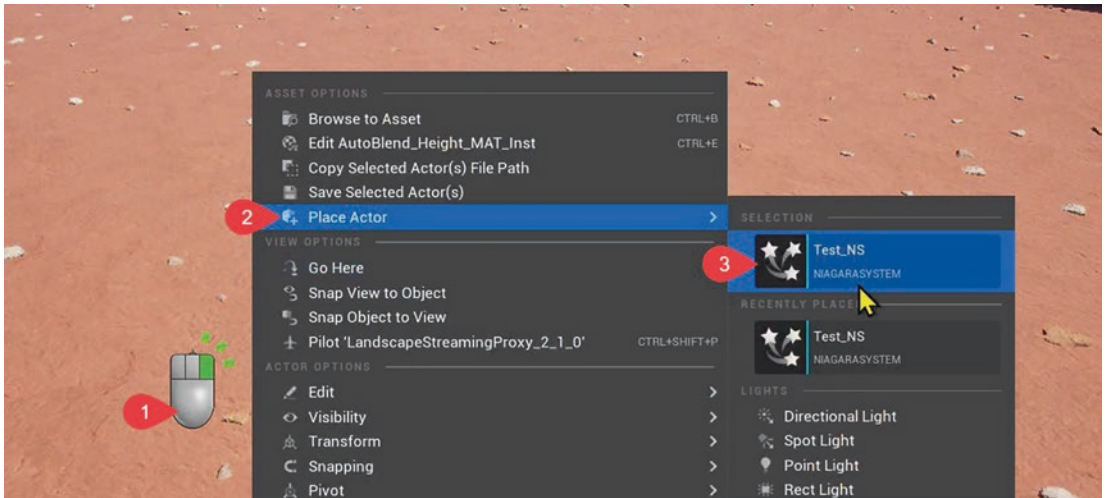 ASSET OPTIONS
Browse to Asset CTRL+B
Edit AutoBlend_Height_MAT_Inst CTRL+E
Copy Selected Actor(s) File Path
Save Selected Actor(s)
2 Place Actor
VIEW OPTIONS
Go Here
Snap View to Object
Snap Object to View
Pilot 'LandscapeStreamingProxy_2_1_0' CTRL+SHIFT+P
ACTOR OPTIONS
Edit
1 Visibility
Transform
Snapping
Pivot
SELECTION
Test_NS
3
NIAGARASYSTEM
RECENTLY PLACED
Test_NS
NIAGARASYSTEM
LIGHTS
Directional Light
Spot Light
Point Light
Rect Light